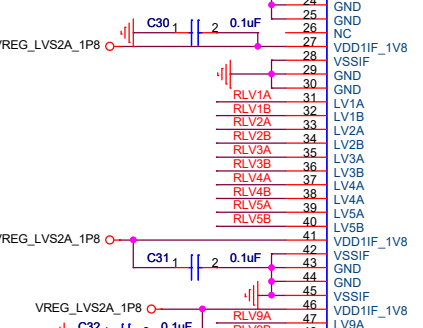 24 GND
25 GND
C30 1 2 0.1uF 26 NC
VREG_LVS2A_1P8 27 VDD1IF_1V8
28 VSSIF
29 GND
30 GND
RLV1A 31 LV1A
RLV1B 32 LV1B
RLV2A 33 LV2A
RLV2B 34 LV2B
RLV3A 35 LV3A
RLV3B 36 LV3B
RLV4A 37 LV4A
RLV4B 38 LV4A
RLV5A 39 LV5A
RLV5B 40 LV5B
VREG_LVS2A_1P8 41 VDD1IF_1V8
42 VSSIF
C31 1 2 0.1uF 43 GND
44 GND
45 VSSIF
VREG_LVS2A_1P8 46 VDD1IF_1V8
RLV9A 47 LV9A
C32 2 0.1uF